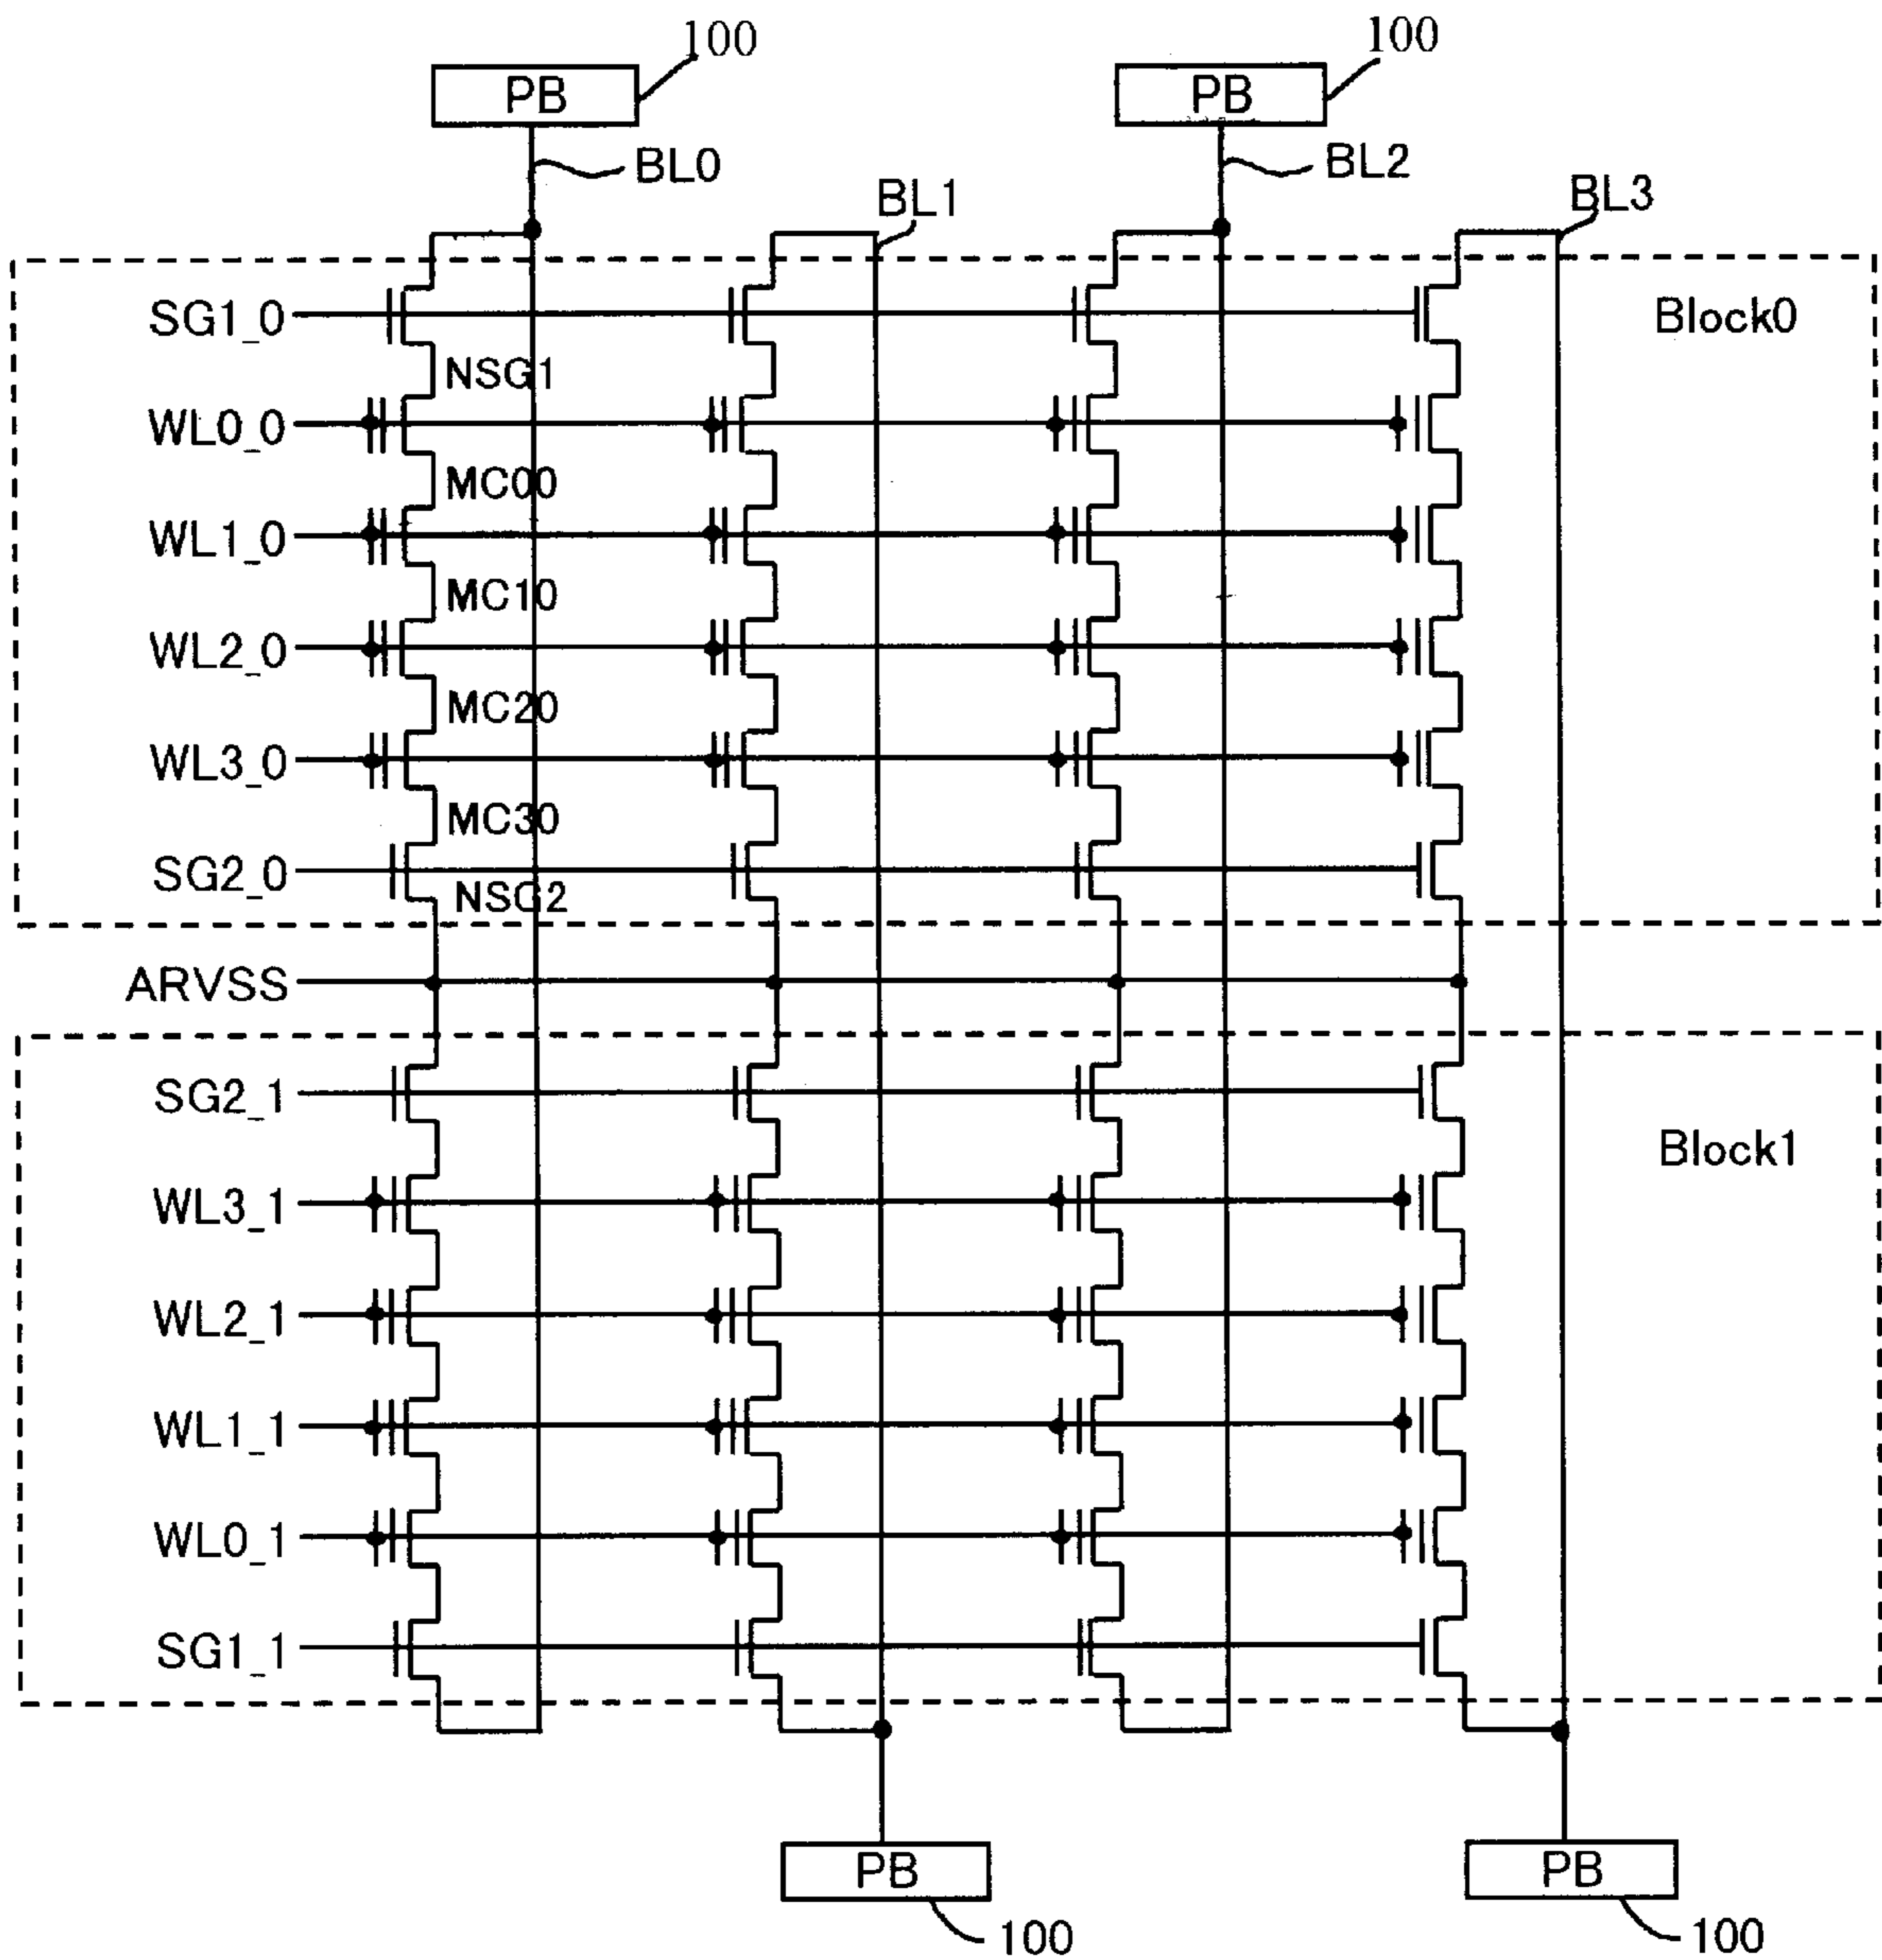 100
100
PB
PB
BL0
BL2
BL1
BL3
SG1_0
Block0
NSG1
WL0_0
MC00
WL1_0
MC10
WL2_0
MC20
WL3_0
MC30
SG2_0
NSG2
ARVSS
SG2_1
Block1
WL3_1
WL2_1
WL1_1
WL0_1
SG1_1
PB
PB
100
100